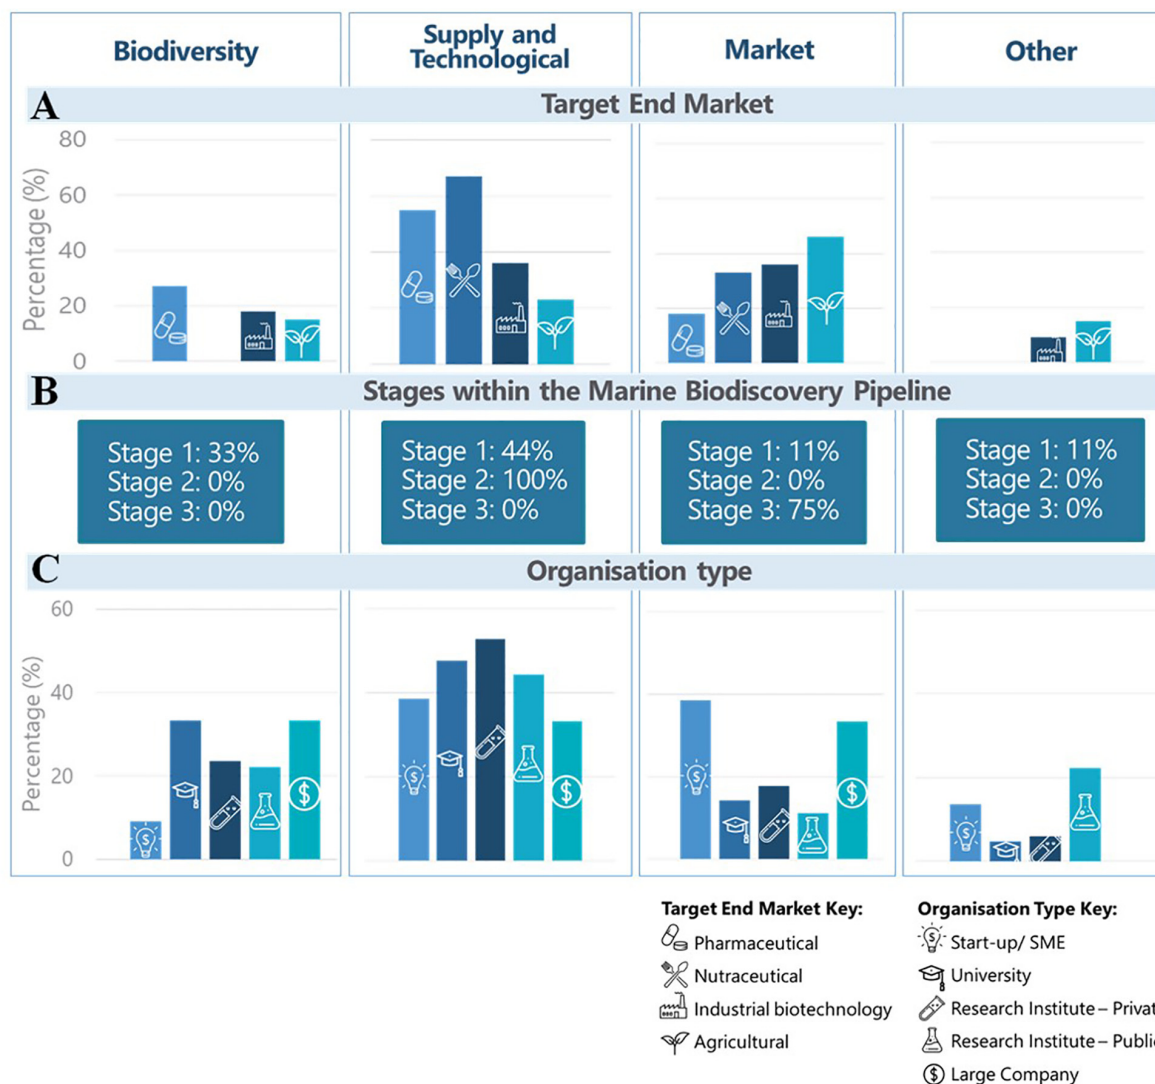 Biodiversity
Supply and
Technological
Market
Other
A
Target End Market
Percentage (%)
80
60
40
20
0
B
Stages within the Marine Biodiscovery Pipeline
Stage 1: 33%
Stage 2: 0%
Stage 3: 0%
Stage 1: 44%
Stage 2: 100%
Stage 3: 0%
Stage 1: 11%
Stage 2: 0%
Stage 3: 75%
Stage 1: 11%
Stage 2: 0%
Stage 3: 0%
C
Organisation type
Percentage (%)
60
40
20
0
Target End Market Key:
Pharmaceutical
Nutraceutical
Industrial biotechnology
Agricultural
Organisation Type Key:
Start-up/ SME
University
Research Institute – Privat
Research Institute – Public
Large Company